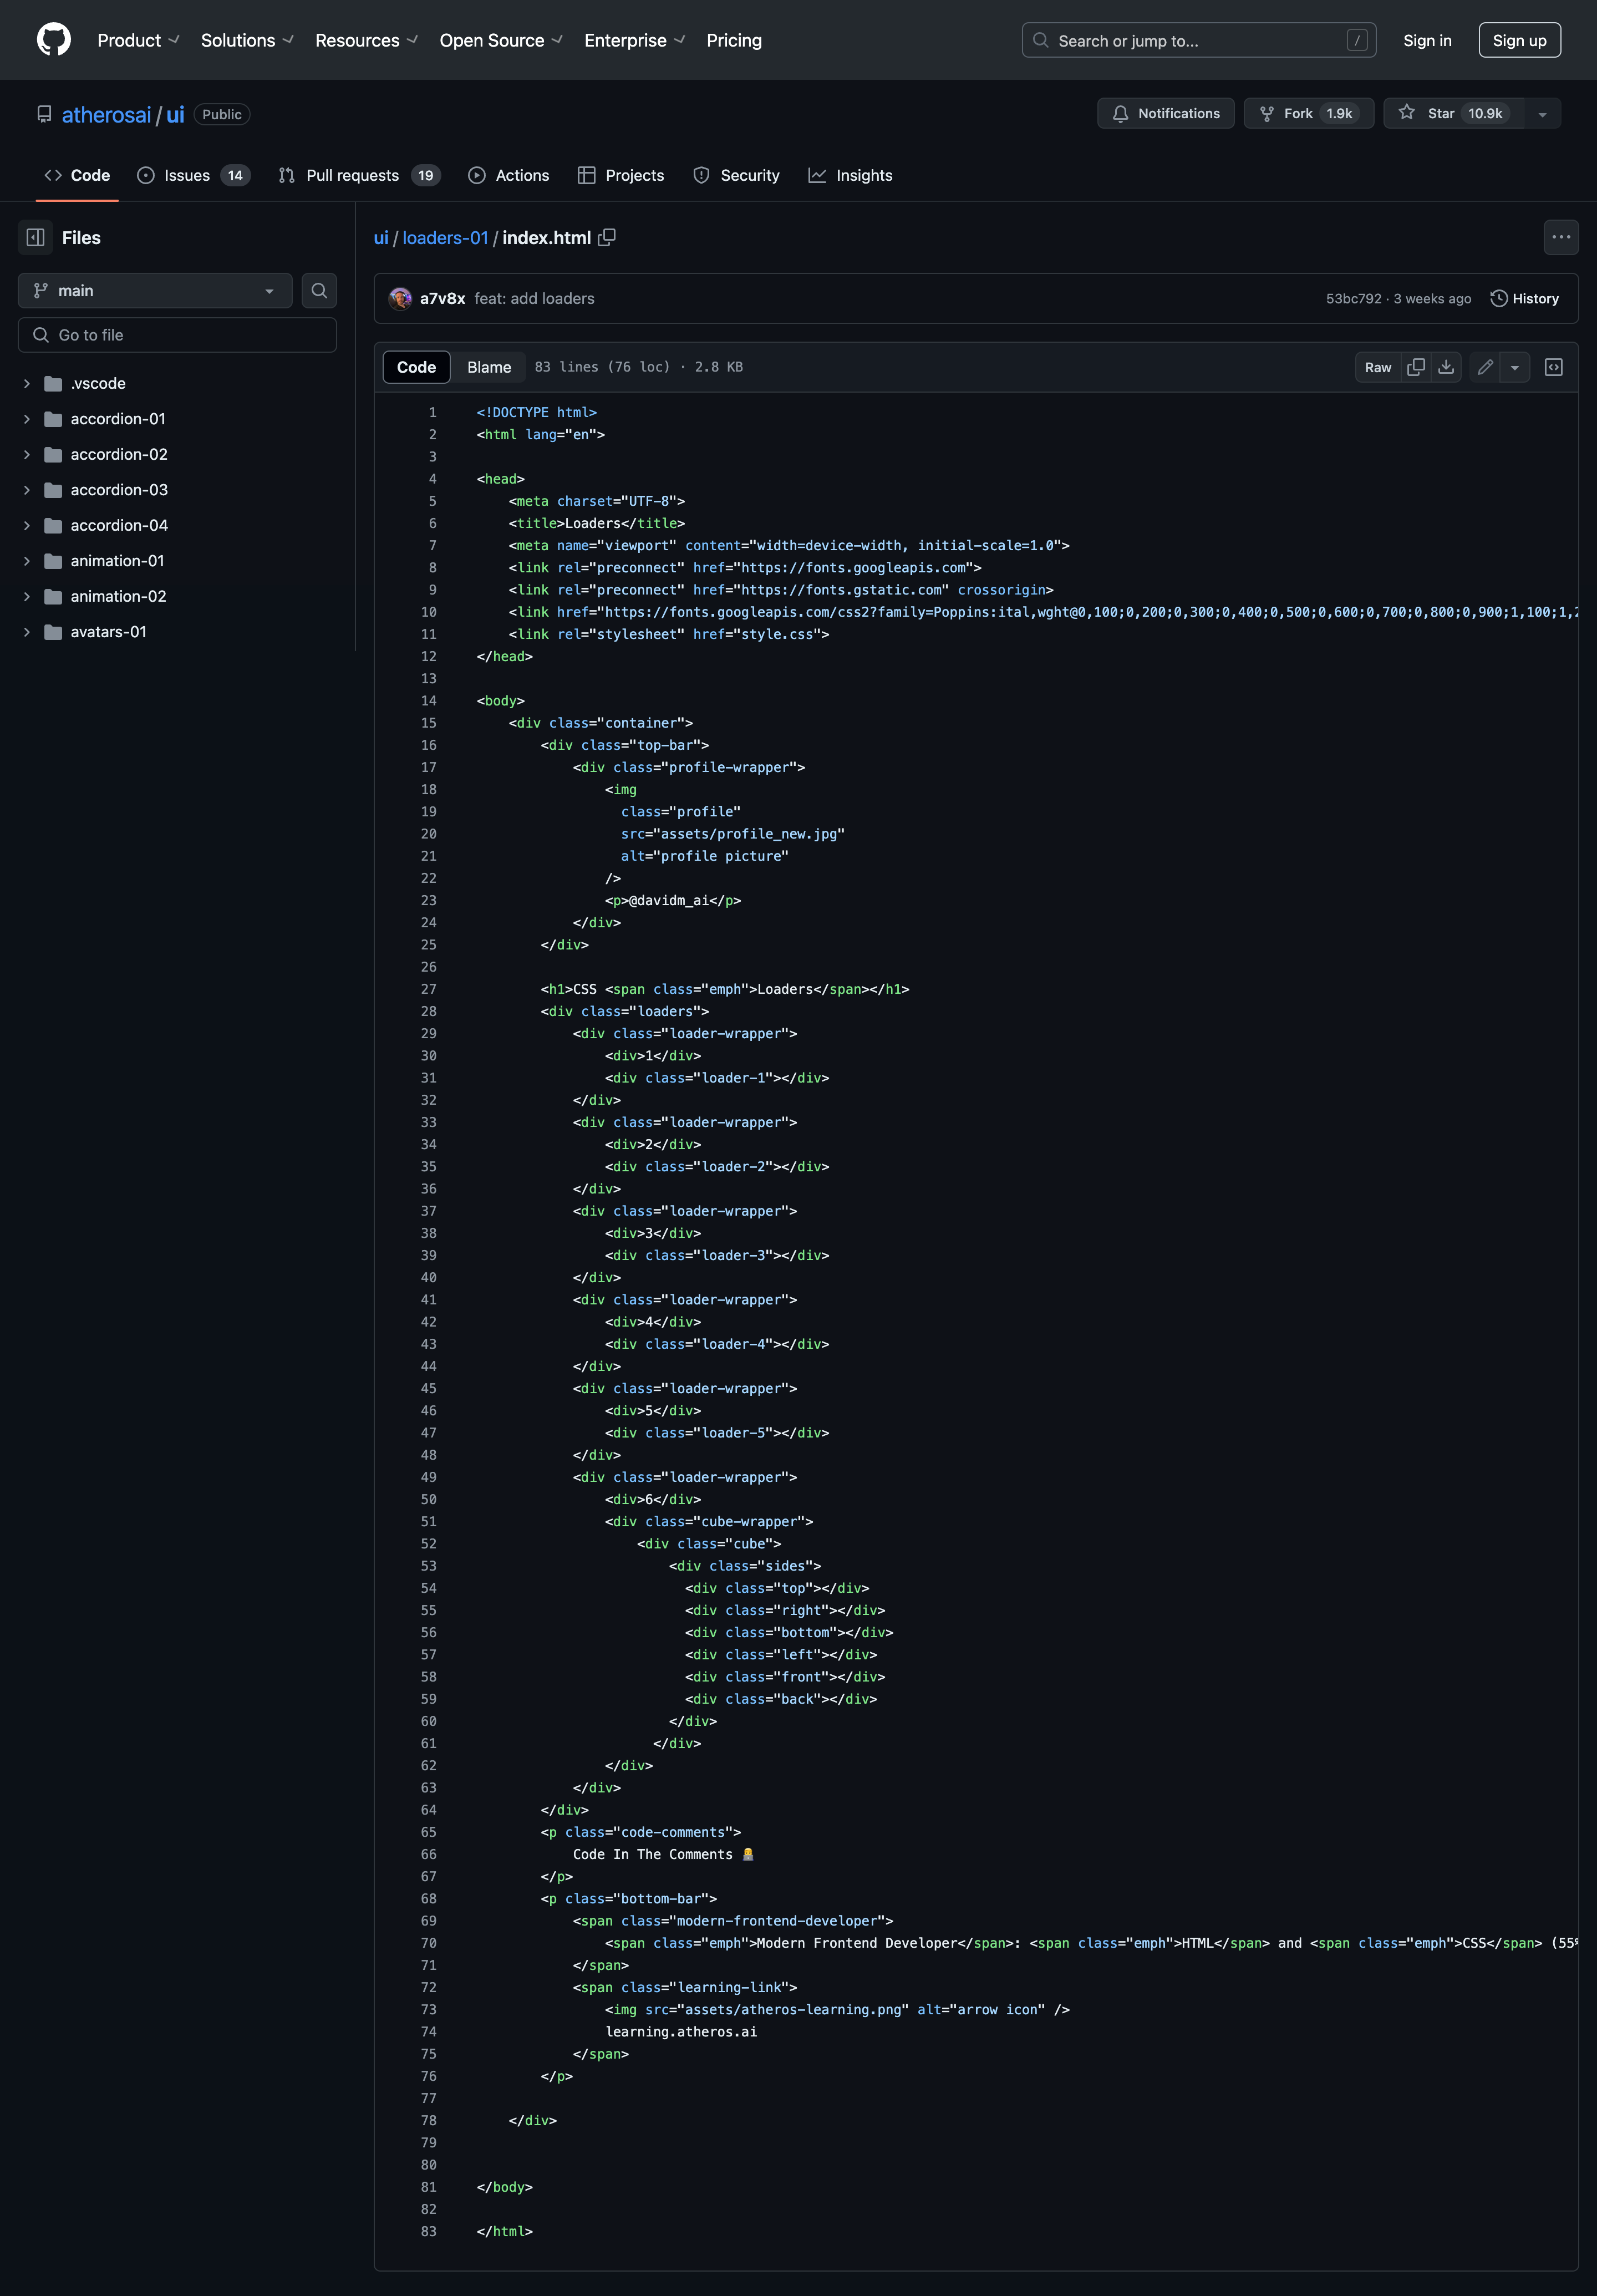 Product Solutions Resources Open Source Enterprise Pricing Search or jump to... / Sign in Sign up
atherosai / ui Public Notifications Fork 1.9k Star 10.9k
Code Issues 14 Pull requests 19 Actions Projects Security Insights
Files
main
Go to file
.vscode
accordion-01
accordion-02
accordion-03
accordion-04
animation-01
animation-02
avatars-01
ui / loaders-01 / index.html
a7v8x feat: add loaders 53bc792 · 3 weeks ago History
Code Blame 83 lines (76 loc) · 2.8 KB Raw
1 <!DOCTYPE html>
2 <html lang="en">
3
4 <head>
5     <meta charset="UTF-8">
6     <title>Loaders</title>
7     <meta name="viewport" content="width=device-width, initial-scale=1.0">
8     <link rel="preconnect" href="https://fonts.googleapis.com">
9     <link rel="preconnect" href="https://fonts.gstatic.com" crossorigin>
10     <link href="https://fonts.googleapis.com/css2?family=Poppins:ital,wght@0,100;0,200;0,300;0,400;0,500;0,600;0,700;0,800;0,900;1,100;1,2
11     <link rel="stylesheet" href="style.css">
12 </head>
13
14 <body>
15     <div class="container">
16         <div class="top-bar">
17             <div class="profile-wrapper">
18                 <img
19                   class="profile"
20                   src="assets/profile_new.jpg"
21                   alt="profile picture"
22                 />
23                 <p>@davidm_ai</p>
24             </div>
25         </div>
26
27         <h1>CSS <span class="emph">Loaders</span></h1>
28         <div class="loaders">
29             <div class="loader-wrapper">
30                 <div>1</div>
31                 <div class="loader-1"></div>
32             </div>
33             <div class="loader-wrapper">
34                 <div>2</div>
35                 <div class="loader-2"></div>
36             </div>
37             <div class="loader-wrapper">
38                 <div>3</div>
39                 <div class="loader-3"></div>
40             </div>
41             <div class="loader-wrapper">
42                 <div>4</div>
43                 <div class="loader-4"></div>
44             </div>
45             <div class="loader-wrapper">
46                 <div>5</div>
47                 <div class="loader-5"></div>
48             </div>
49             <div class="loader-wrapper">
50                 <div>6</div>
51                 <div class="cube-wrapper">
52                     <div class="cube">
53                         <div class="sides">
54                           <div class="top"></div>
55                           <div class="right"></div>
56                           <div class="bottom"></div>
57                           <div class="left"></div>
58                           <div class="front"></div>
59                           <div class="back"></div>
60                         </div>
61                       </div>
62                 </div>
63             </div>
64         </div>
65         <p class="code-comments">
66             Code In The Comments 👨‍💻
67         </p>
68         <p class="bottom-bar">
69             <span class="modern-frontend-developer">
70                 <span class="emph">Modern Frontend Developer</span>: <span class="emph">HTML</span> and <span class="emph">CSS</span> (55%
71             </span>
72             <span class="learning-link">
73                 <img src="assets/atheros-learning.png" alt="arrow icon" />
74                 learning.atheros.ai
75             </span>
76         </p>
77
78     </div>
79
80
81 </body>
82
83 </html>